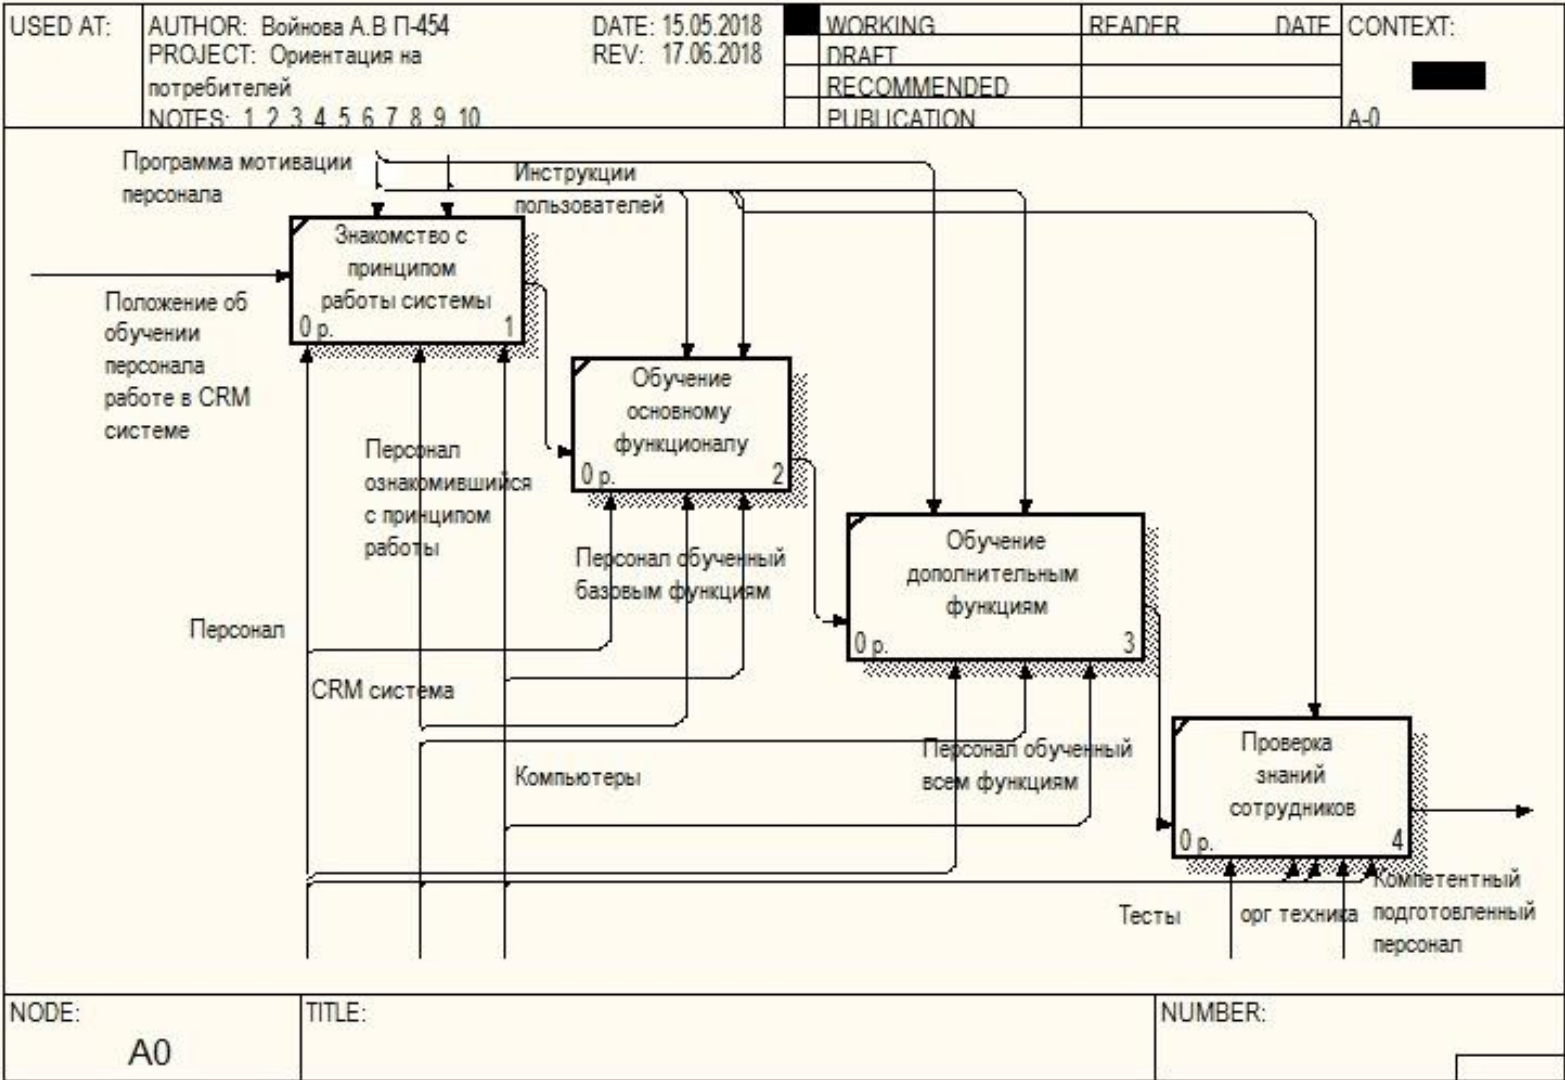 USED AT:
AUTHOR: Войнова А.В П-454
DATE: 15.05.2018
PROJECT: Ориентация на
REV: 17.06.2018
потребителей
NOTES: 1 2 3 4 5 6 7 8 9 10
WORKING
DRAFT
RECOMMENDED
PUBLICATION
READER
DATE
CONTEXT:
A-0
Программа мотивации
персонала
Инструкции
пользователей
Знакомство с
принципом
работы системы
0 р.
1
Положение об
обучении
персонала
работе в CRM
системе
Обучение
основному
функционалу
0 р.
2
Персонал
ознакомившийся
с принципом
работы
Обучение
дополнительным
функциям
0 р.
3
Персонал обученный
базовым функциям
Персонал
CRM система
Компьютеры
Персонал обученный
всем функциям
Проверка
знаний
сотрудников
0 р.
4
Тесты
орг техника
Компетентный
подготовленный
персонал
NODE:
A0
TITLE:
NUMBER: